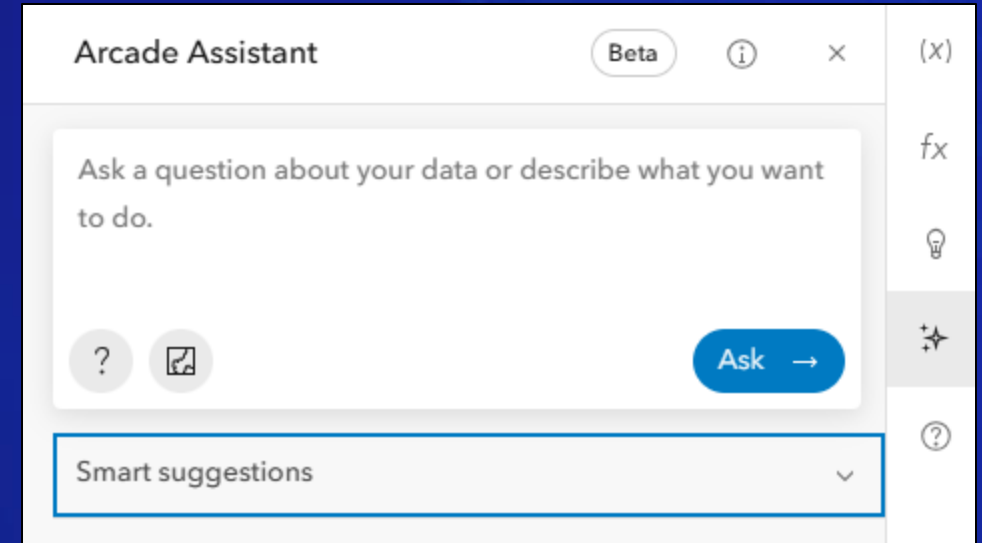 Arcade Assistant
Beta
(x)
fx
Ask a question about your data or describe what you want
to do.
?
Ask →
Smart suggestions
?